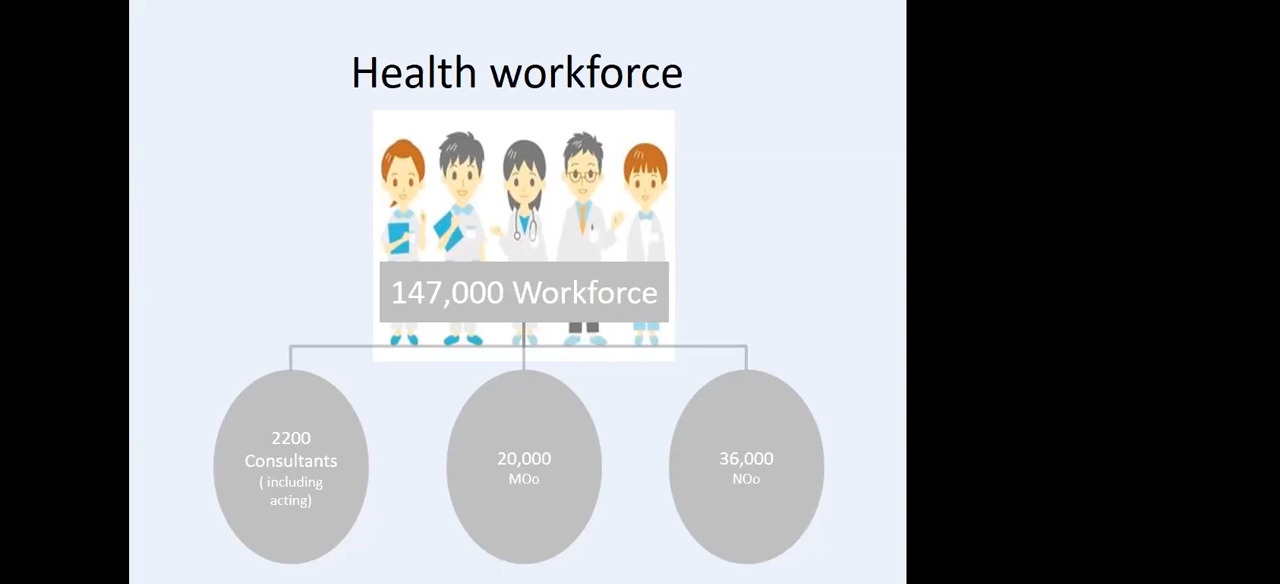 Health workforce
147,000 Workforce
2200
Consultants
( including
acting)
20,000
MOo
36,000
NOo